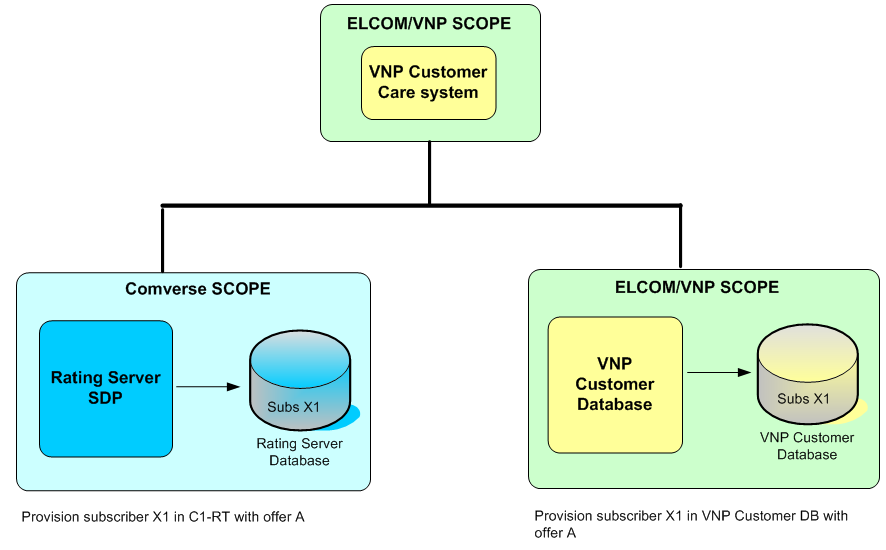 ELCOM/VNP SCOPE
VNP Customer
Care system
Comverse SCOPE
Rating Server
SDP
Subs X1
Rating Server
Database
Provision subscriber X1 in C1-RT with offer A
ELCOM/VNP SCOPE
VNP
Customer
Database
Subs X1
VNP Customer
Database
Provision subscriber X1 in VNP Customer DB with
offer A